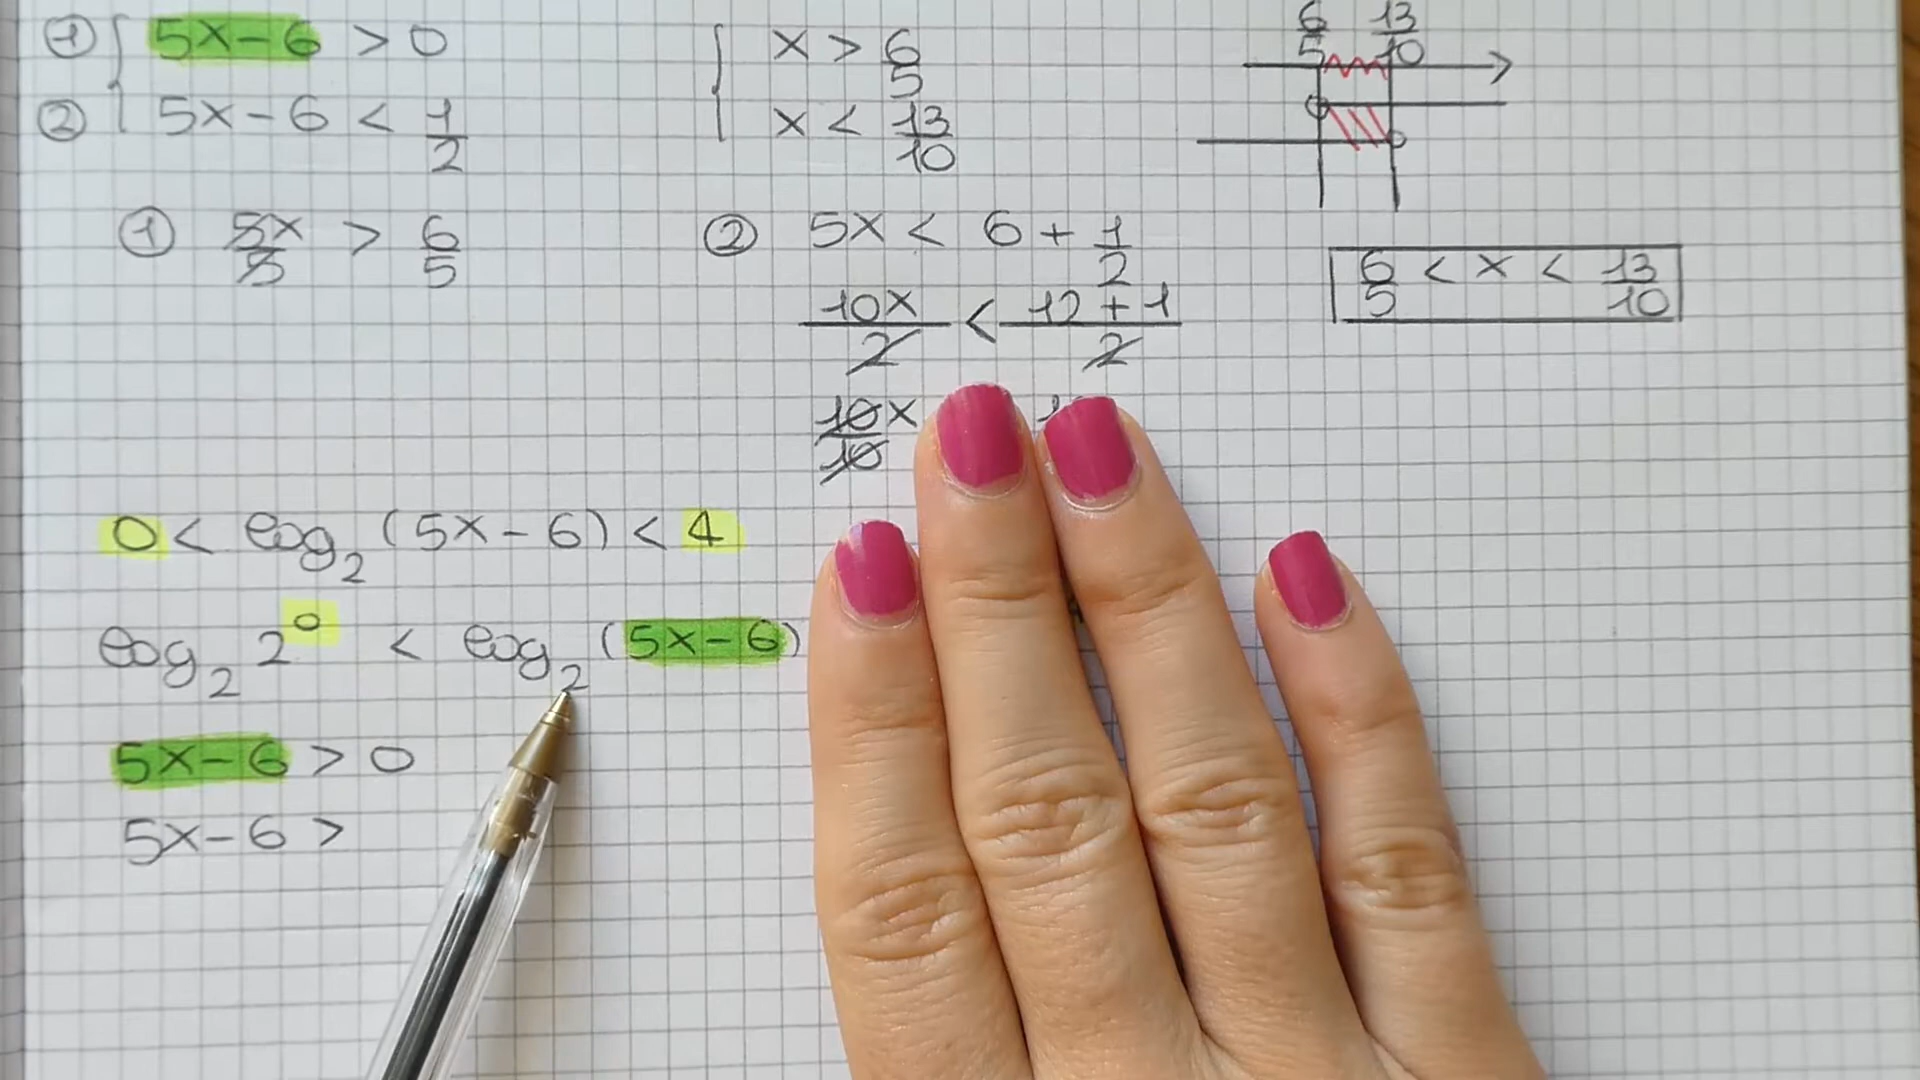 ① { 5x-6 > 0
② 5x-6 < 1/2
{ x > 6/5
x < 13/10
6/5 13/10
① 5x/5 > 6/5
② 5x < 6 + 1/2
10x/2 < 12+1/2
10x/10
6/5 < x < 13/10
0 < log₂ (5x-6) < 4
log₂ 2⁰ < log₂ (5x-6)
5x-6 > 0
5x-6 >